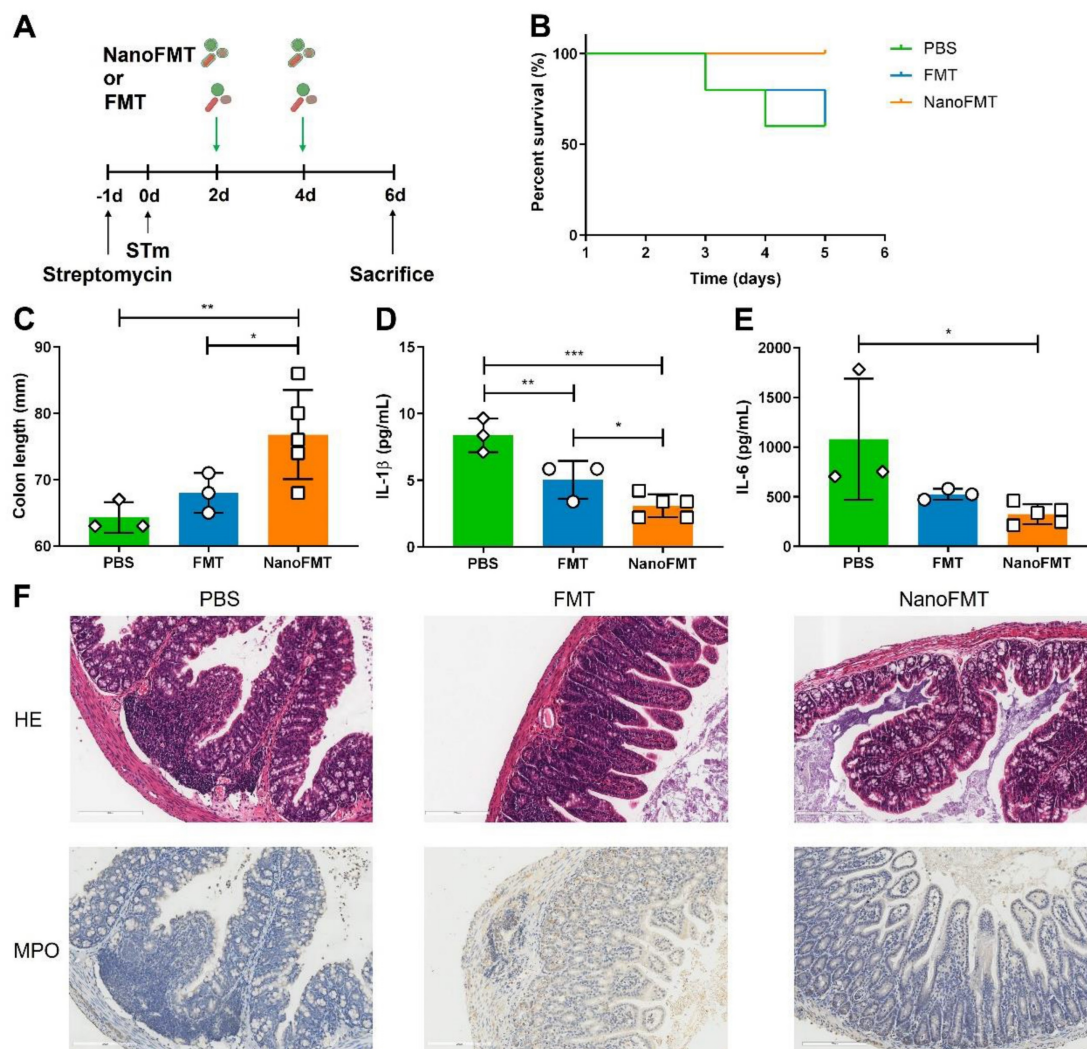 A
NanoFMT
or
FMT
-1d 0d 2d 4d 6d
STm
Streptomycin Sacrifice
B
Percent survival (%)
100
50
0
1 2 3 4 5 6
Time (days)
PBS
FMT
NanoFMT
C
Colon length (mm)
90
80
70
60
** 
*
PBS FMT NanoFMT
D
IL-1β (pg/mL)
15
10
5
0
***
**
*
PBS FMT NanoFMT
E
IL-6 (pg/mL)
2000
1500
1000
500
0
*
PBS FMT NanoFMT
F
PBS FMT NanoFMT
HE
MPO